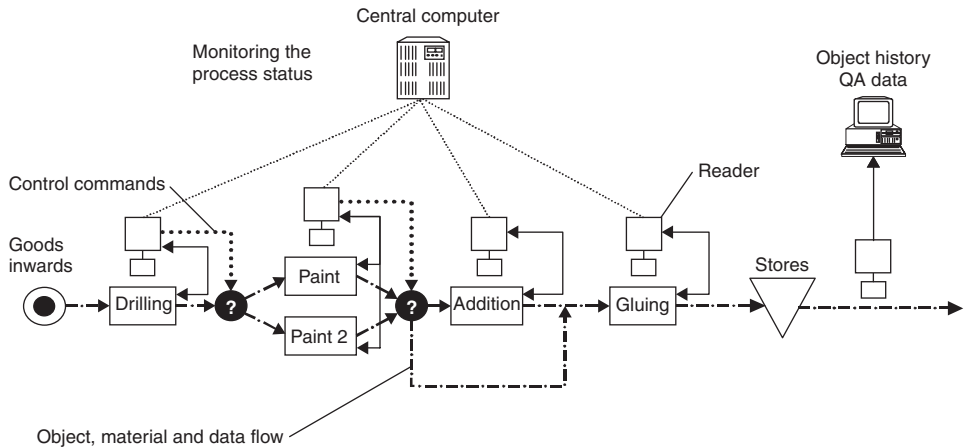 Central computer
Monitoring the
process status
Object history
QA data
Control commands
Reader
Goods
inwards
Stores
Drilling
?
Paint
Paint 2
?
Addition
Gluing
Object, material and data flow